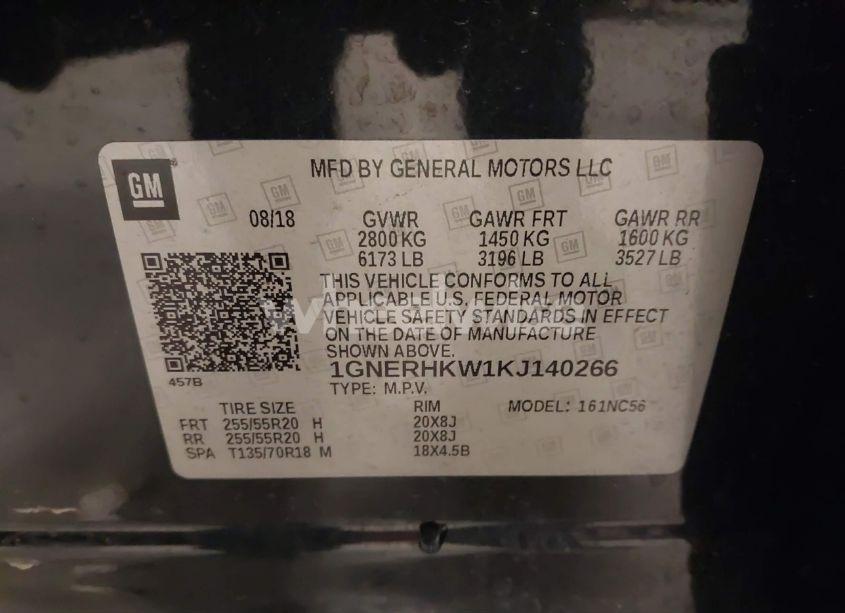 GM
MFD BY GENERAL MOTORS LLC
08/18 GVWR GAWR FRT GAWR RR
2800 KG 1450 KG 1600 KG
6173 LB 3196 LB 3527 LB
THIS VEHICLE CONFORMS TO ALL
APPLICABLE U.S. FEDERAL MOTOR
VEHICLE SAFETY STANDARDS IN EFFECT
ON THE DATE OF MANUFACTURE
SHOWN ABOVE.
1GNERHKW1KJ140266
457B
TYPE: M.P.V.
TIRE SIZE RIM MODEL: 161NC56
FRT 255/55R20 H 20X8J
RR 255/55R20 H 20X8J
SPA T135/70R18 M 18X4.5B